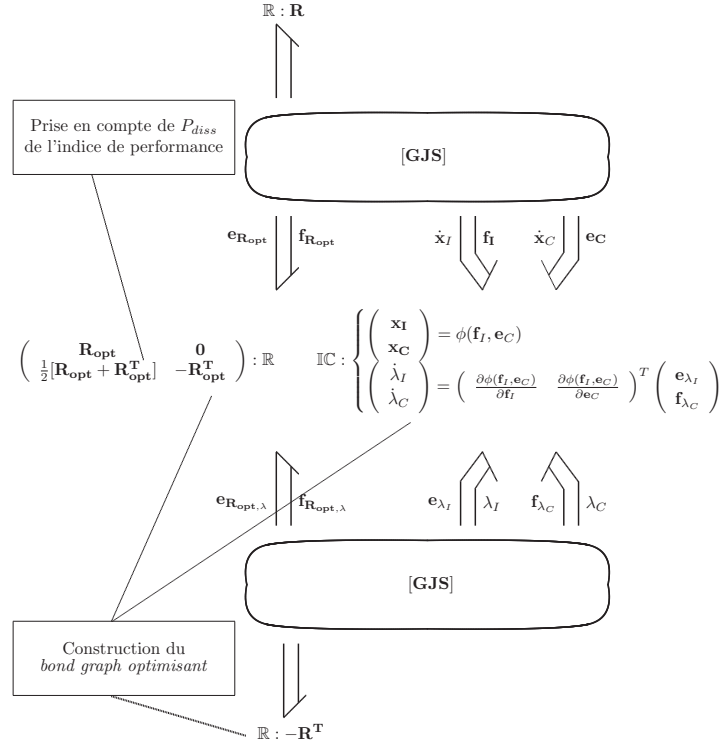 ℝ : R
Prise en compte de P_diss
de l'indice de performance
[GJS]
e_R_opt f_R_opt ẋ_I f_I ẋ_C e_C
( R_opt 0 ; ½[R_opt + R_opt^T] −R_opt^T ) : ℝ
𝕀ℂ : { ( x_I ; x_C ) = ϕ(f_I, e_C)
( λ̇_I ; λ̇_C ) = ( ∂ϕ(f_I,e_C)/∂f_I ∂ϕ(f_I,e_C)/∂e_C )^T ( e_λ_I ; f_λ_C )
e_R_opt,λ f_R_opt,λ e_λ_I λ_I f_λ_C λ_C
[GJS]
Construction du
bond graph optimisant
ℝ : −R^T